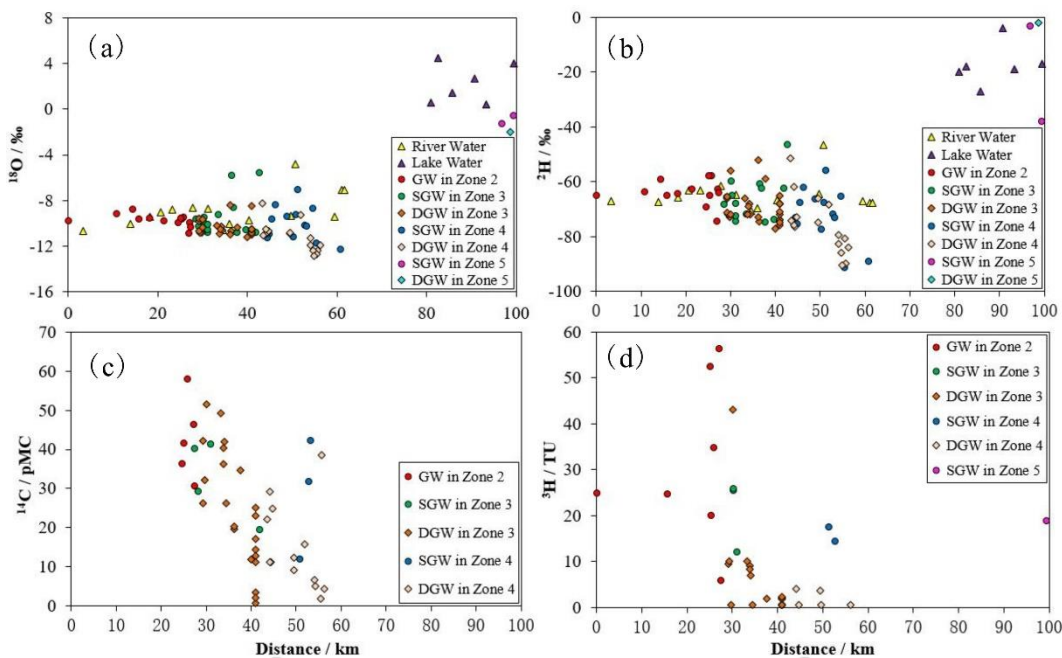 (a)
¹⁸O / ‰
8
4
0
-4
-8
-12
-16
0 20 40 60 80 100
River Water
Lake Water
GW in Zone 2
SGW in Zone 3
DGW in Zone 3
SGW in Zone 4
DGW in Zone 4
SGW in Zone 5
DGW in Zone 5
(b)
²H / ‰
0
-20
-40
-60
-80
-100
0 10 20 30 40 50 60 70 80 90 100
River Water
Lake Water
GW in Zone 2
SGW in Zone 3
DGW in Zone 3
SGW in Zone 4
DGW in Zone 4
SGW in Zone 5
DGW in Zone 5
(c)
¹⁴C / pMC
70
60
50
40
30
20
10
0
0 10 20 30 40 50 60 70 80 90 100
Distance / km
GW in Zone 2
SGW in Zone 3
DGW in Zone 3
SGW in Zone 4
DGW in Zone 4
(d)
³H / TU
60
50
40
30
20
10
0
0 10 20 30 40 50 60 70 80 90 100
Distance / km
GW in Zone 2
SGW in Zone 3
DGW in Zone 3
SGW in Zone 4
DGW in Zone 4
SGW in Zone 5